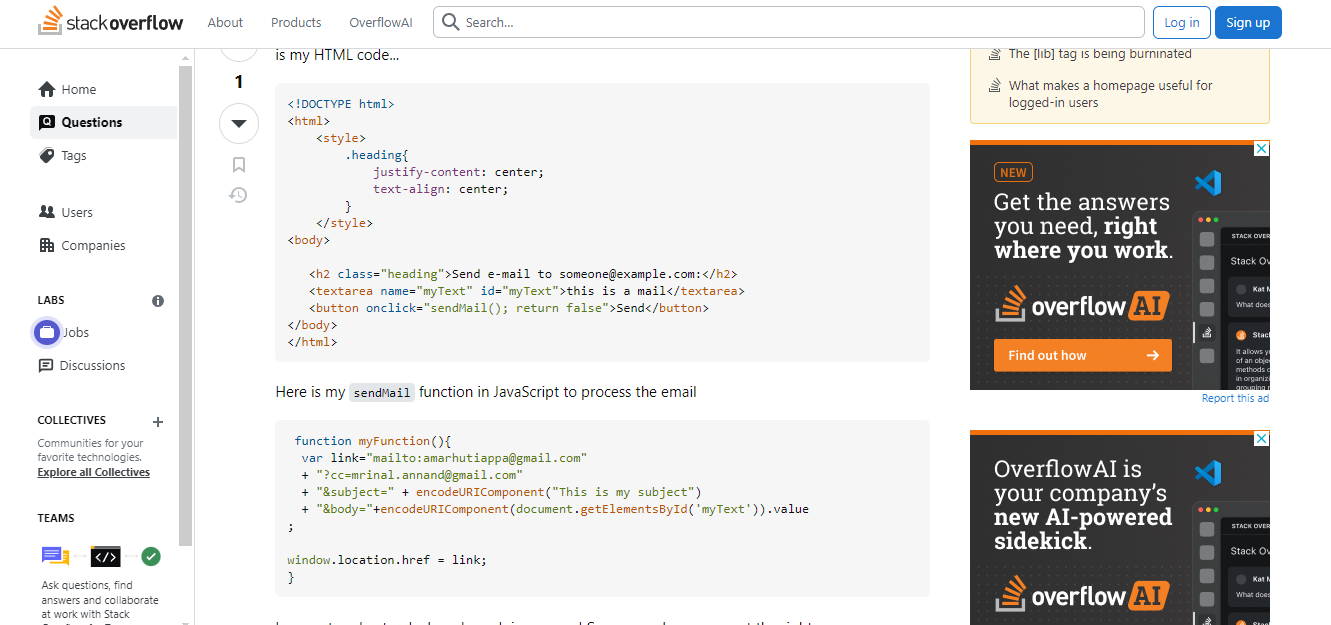 stackoverflow
About
Products
OverflowAI
Search...
Log in
Sign up
Home
Questions
Tags
Users
Companies
LABS
Jobs
Discussions
COLLECTIVES
Communities for your
favorite technologies.
Explore all Collectives
TEAMS
Ask questions, find
answers and collaborate
at work with Stack
1
is my HTML code...
<!DOCTYPE html>
<html>
    <style>
        .heading{
            justify-content: center;
            text-align: center;
        }
    </style>
<body>
   <h2 class="heading">Send e-mail to someone@example.com:</h2>
   <textarea name="myText" id="myText">this is a mail</textarea>
   <button onclick="sendMail(); return false">Send</button>
</body>
</html>
Here is my sendMail function in JavaScript to process the email
 function myFunction(){
  var link="mailto:amarhutiappa@gmail.com"
  + "?cc=mrinal.annand@gmail.com"
  + "&subject=" + encodeURIComponent("This is my subject")
  + "&body="+encodeURIComponent(document.getElementsById('myText')).value
;
window.location.href = link;
}
The [lib] tag is being burninated
What makes a homepage useful for
logged-in users
NEW
Get the answers
you need, right
where you work.
overflow AI
Find out how
STACK OVER
Stack Ov
Kat M
What does
Stac
It allows y
of an obje
methods o
in organizi
grouping r
Report this ad
OverflowAI is
your company's
new AI-powered
sidekick.
overflow AI
STACK OVER
Stack Ov
Kat M
What does
Stac